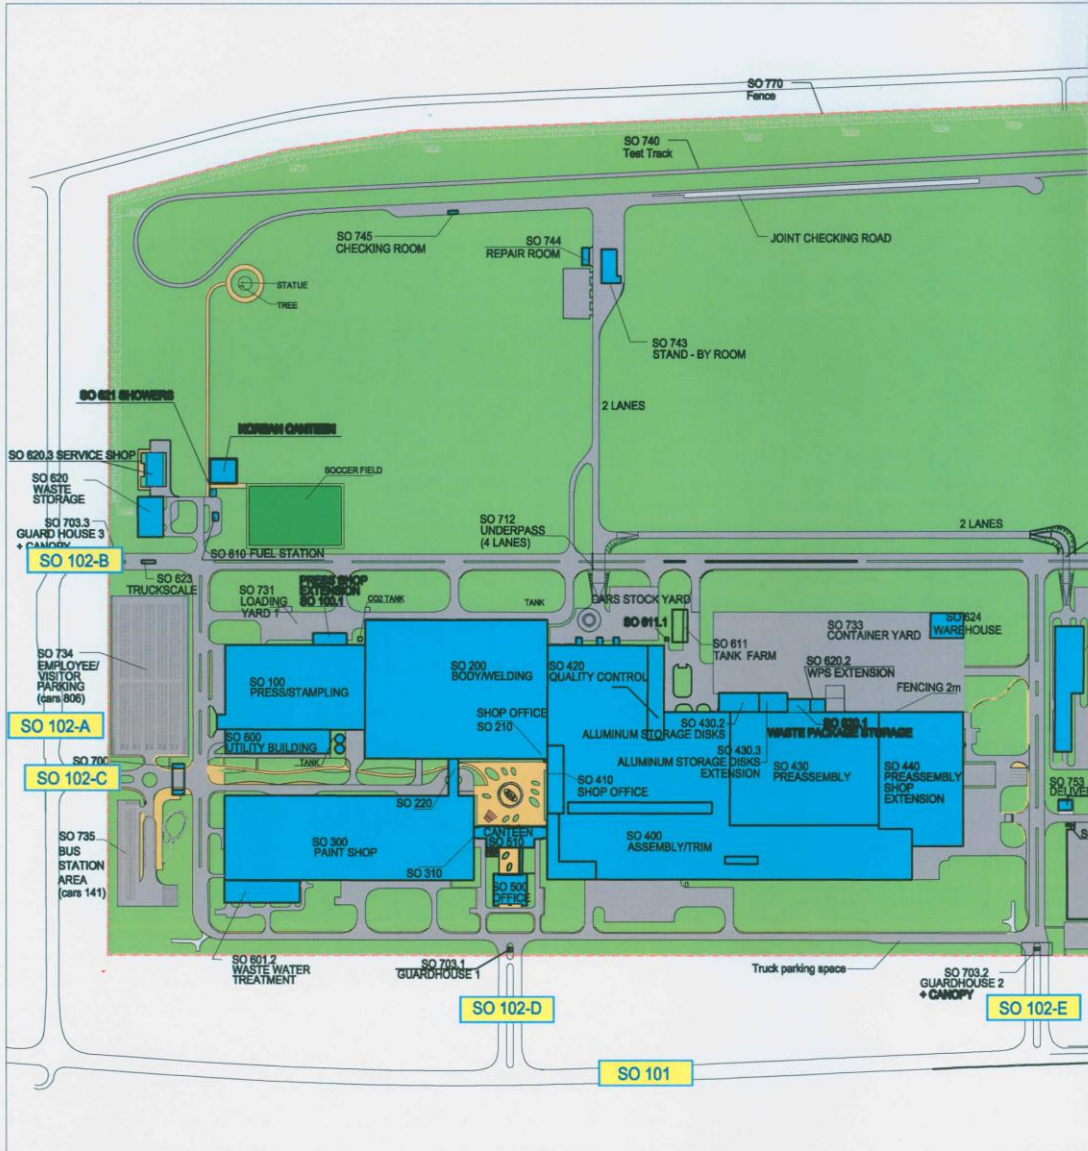 SO 770
Fence
SO 740
Test Track
SO 745
CHECKING ROOM
SO 744
REPAIR ROOM
JOINT CHECKING ROAD
STATUE
TREE
SO 743
STAND - BY ROOM
SO 621 SHOWERS
2 LANES
KOREAN CANTEEN
SO 620.3 SERVICE SHOP
SOCCER FIELD
SO 620
WASTE
STORAGE
SO 703.3
GUARD HOUSE 3
+ CANOPY
SO 712
UNDERPASS
(4 LANES)
2 LANES
SO 102-B
SO 610 FUEL STATION
SO 623
TRUCKSCALE
SO 731
LOADING
YARD 1
PRESS SHOP
EXTENSION
SO 100.1
CO2 TANK
TANK
CARS STOCK YARD
SO 611.1
SO 611
TANK FARM
SO 733
CONTAINER YARD
SO 624
WAREHOUSE
SO 734
EMPLOYEE/
VISITOR
PARKING
(cars 806)
SO 100
PRESS/STAMPING
SO 200
BODY/WELDING
SO 420
QUALITY CONTROL
SO 620.2
WPS EXTENSION
FENCING 2m
SO 102-A
SHOP OFFICE
SO 210
SO 430.2
ALUMINUM STORAGE DISKS
WASTE PACKAGE STORAGE
SO 600
UTILITY BUILDING
TANK
SO 430.3
ALUMINUM STORAGE DISKS
EXTENSION
SO 430
PREASSEMBLY
SO 440
PREASSEMBLY
SHOP
EXTENSION
SO 700
SO 102-C
SO 410
SHOP OFFICE
SO 220
SO 753
DELIVE
SO 735
BUS
STATION
AREA
(cars 141)
SO 300
PAINT SHOP
SO 310
CANTEEN
SO 510
SO 400
ASSEMBLY/TRIM
SO 500
OFFICE
SO 601.2
WASTE WATER
TREATMENT
SO 703.1
GUARDHOUSE 1
Truck parking space
SO 703.2
GUARDHOUSE 2
+ CANOPY
SO 102-D
SO 102-E
SO 101